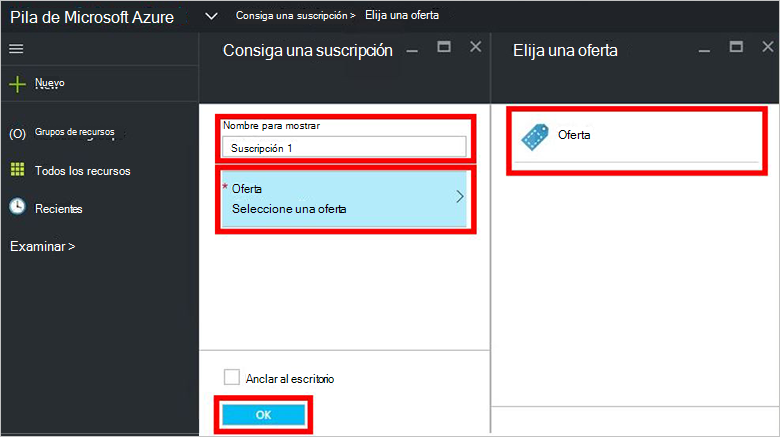 Pila de Microsoft Azure
Consiga una suscripción > Elija una oferta
Nuevo
Grupos de recursos
Todos los recursos
Recientes
Examinar >
Consiga una suscripción
Nombre para mostrar
Suscripción 1
* Oferta
Seleccione una oferta
Anclar al escritorio
OK
Elija una oferta
Oferta